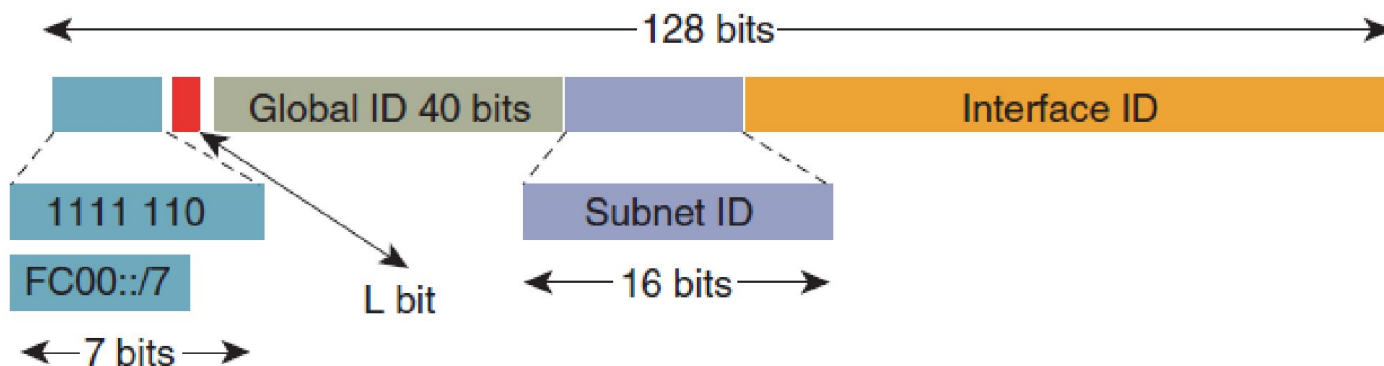 128 bits
Global ID 40 bits
Interface ID
1111 110
Subnet ID
FC00::/7
L bit
16 bits
7 bits